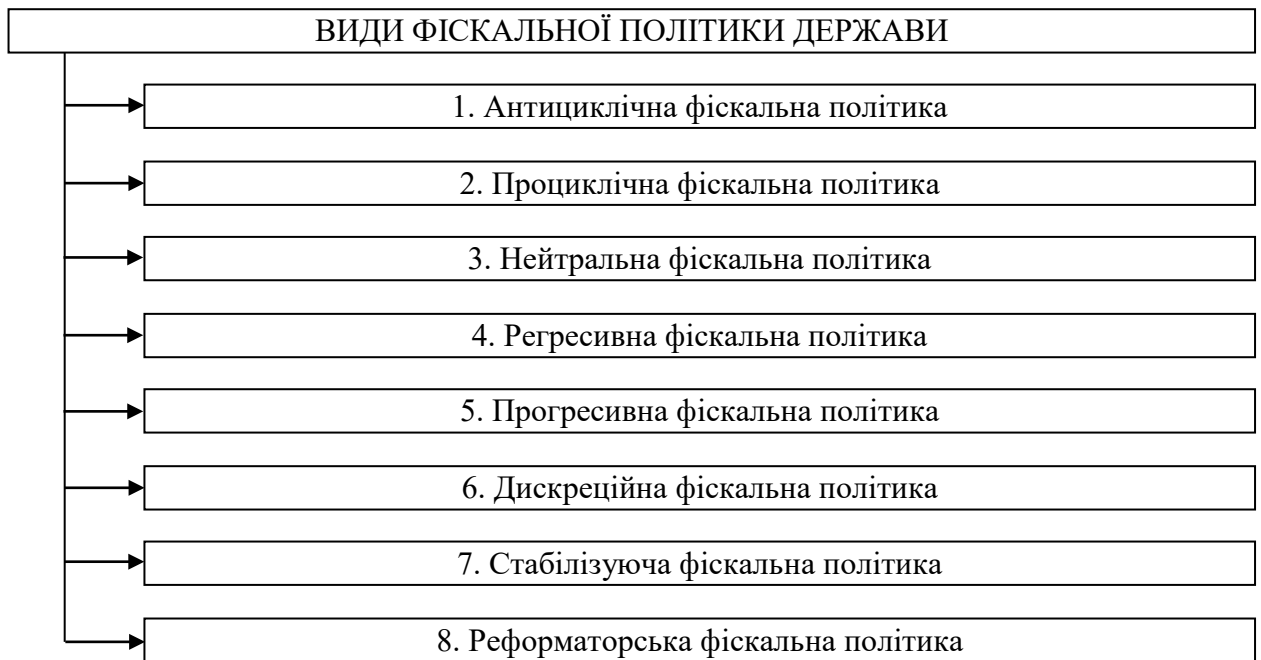 ВИДИ ФІСКАЛЬНОЇ ПОЛІТИКИ ДЕРЖАВИ
1. Антициклічна фіскальна політика
2. Проциклічна фіскальна політика
3. Нейтральна фіскальна політика
4. Регресивна фіскальна політика
5. Прогресивна фіскальна політика
6. Дискреційна фіскальна політика
7. Стабілізуюча фіскальна політика
8. Реформаторська фіскальна політика